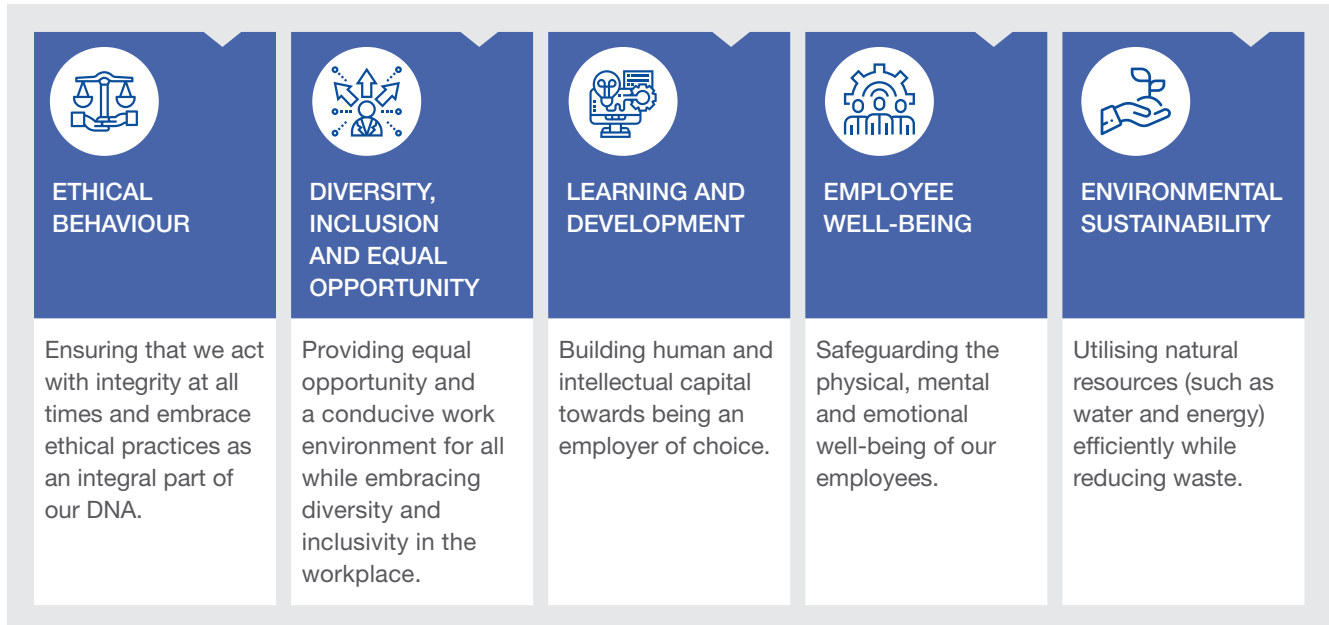 ETHICAL
BEHAVIOUR
Ensuring that we act
with integrity at all
times and embrace
ethical practices as
an integral part of
our DNA.
DIVERSITY,
INCLUSION
AND EQUAL
OPPORTUNITY
Providing equal
opportunity and
a conducive work
environment for all
while embracing
diversity and
inclusivity in the
workplace.
LEARNING AND
DEVELOPMENT
Building human and
intellectual capital
towards being an
employer of choice.
EMPLOYEE
WELL-BEING
Safeguarding the
physical, mental
and emotional
well-being of our
employees.
ENVIRONMENTAL
SUSTAINABILITY
Utilising natural
resources (such as
water and energy)
efficiently while
reducing waste.